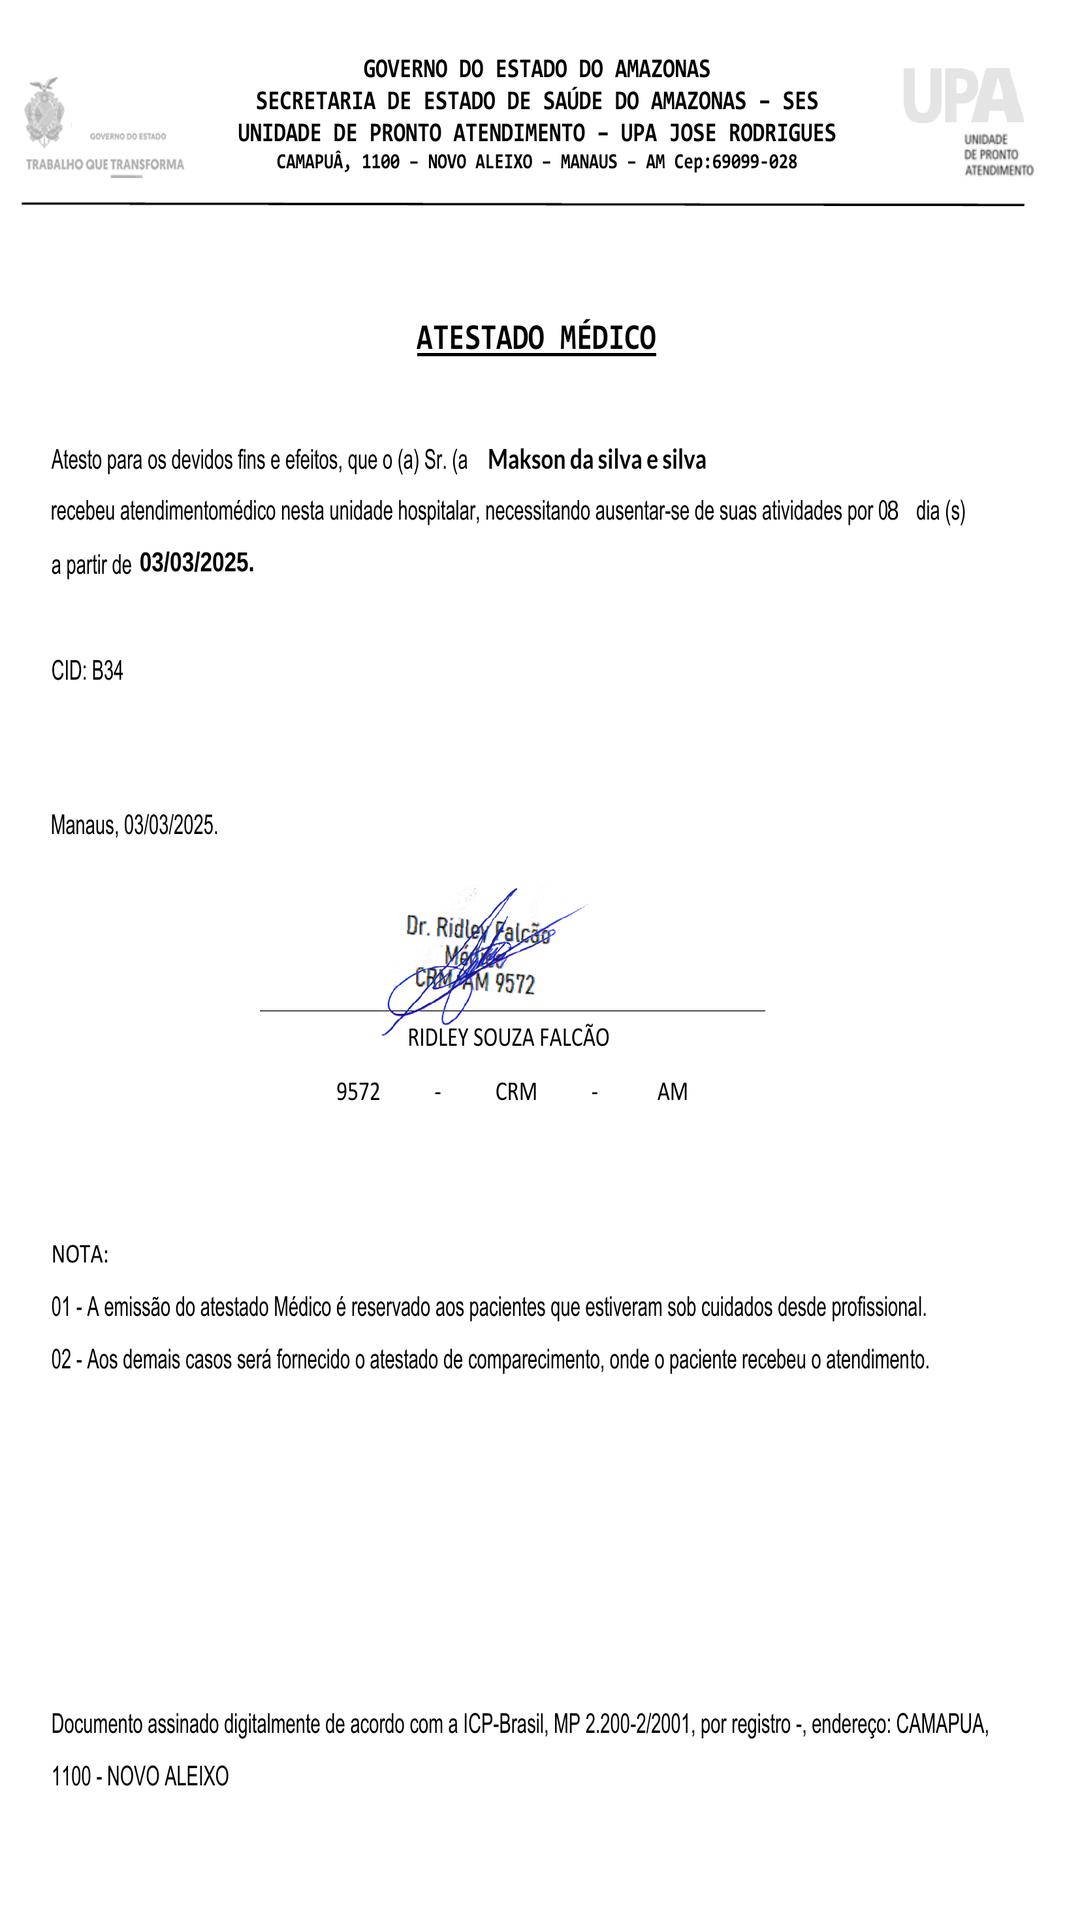 GOVERNO DO ESTADO DO AMAZONAS
SECRETARIA DE ESTADO DE SAÚDE DO AMAZONAS – SES
UNIDADE DE PRONTO ATENDIMENTO – UPA JOSE RODRIGUES
CAMAPUÂ, 1100 – NOVO ALEIXO – MANAUS – AM Cep:69099-028
GOVERNO DO ESTADO
TRABALHO QUE TRANSFORMA
UPA
UNIDADE
DE PRONTO
ATENDIMENTO
ATESTADO MÉDICO
Atesto para os devidos fins e efeitos, que o (a) Sr. (a Makson da silva e silva
recebeu atendimentomédico nesta unidade hospitalar, necessitando ausentar-se de suas atividades por 08 dia (s)
a partir de 03/03/2025.
CID: B34
Manaus, 03/03/2025.
Dr. Ridley Falcão
Médico
CRM-AM 9572
RIDLEY SOUZA FALCÃO
9572 - CRM - AM
NOTA:
01 - A emissão do atestado Médico é reservado aos pacientes que estiveram sob cuidados desde profissional.
02 - Aos demais casos será fornecido o atestado de comparecimento, onde o paciente recebeu o atendimento.
Documento assinado digitalmente de acordo com a ICP-Brasil, MP 2.200-2/2001, por registro -, endereço: CAMAPUA,
1100 - NOVO ALEIXO